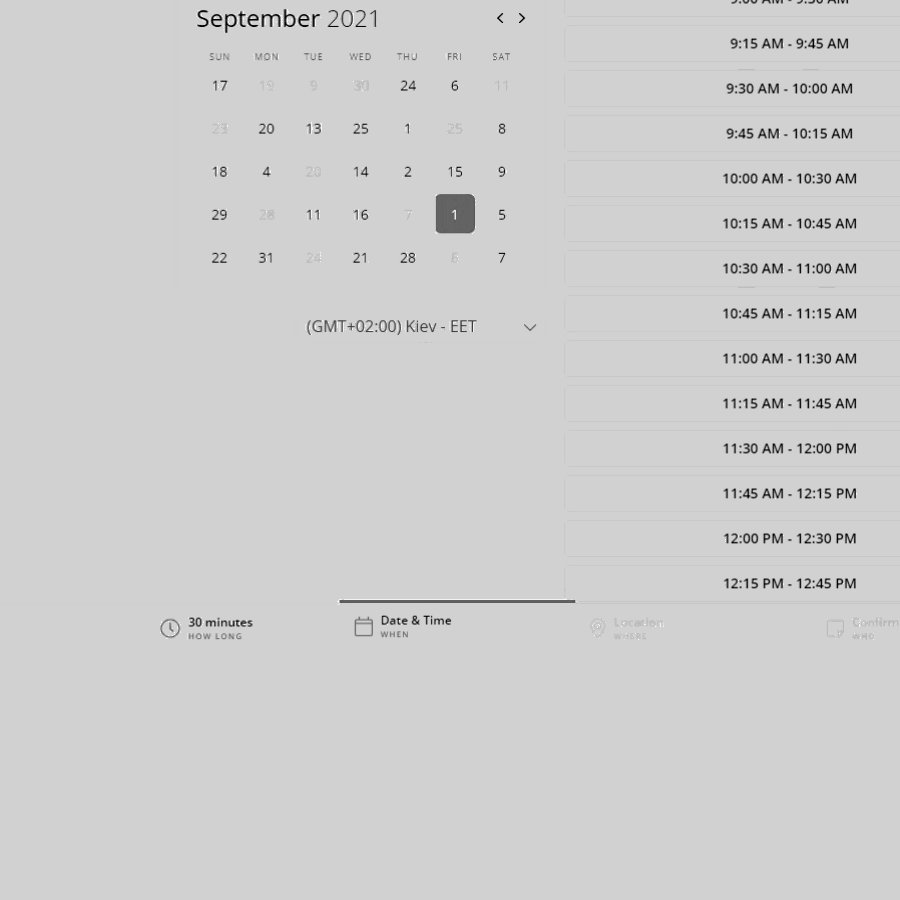 September 2021
SUN MON TUE WED THU FRI SAT
17 19 9 30 24 6 11
23 20 13 25 1 25 8
18 4 20 14 2 15 9
29 28 11 16 7 1 5
22 31 24 21 28 6 7
(GMT+02:00) Kiev - EET
9:00 AM - 9:30 AM
9:15 AM - 9:45 AM
9:30 AM - 10:00 AM
9:45 AM - 10:15 AM
10:00 AM - 10:30 AM
10:15 AM - 10:45 AM
10:30 AM - 11:00 AM
10:45 AM - 11:15 AM
11:00 AM - 11:30 AM
11:15 AM - 11:45 AM
11:30 AM - 12:00 PM
11:45 AM - 12:15 PM
12:00 PM - 12:30 PM
12:15 PM - 12:45 PM
30 minutes
HOW LONG
Date & Time
WHEN
Location
WHERE
Confirm
WHO